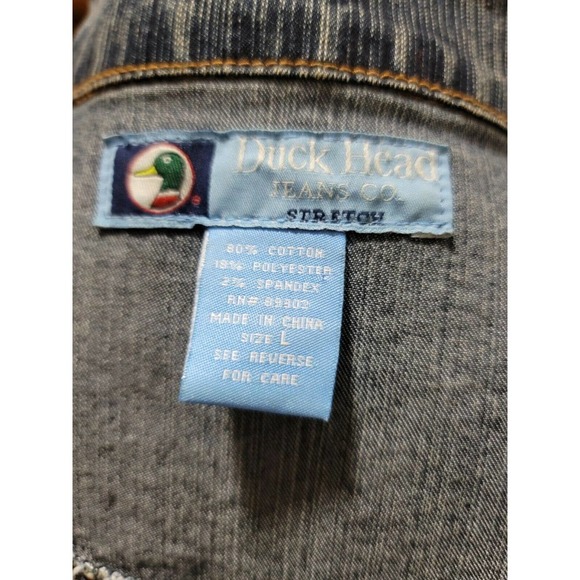 Duck Head
JEANS CO.
STRETCH
80% COTTON
18% POLYESTER
2% SPANDEX
RN# 89902
MADE IN CHINA
SIZE L
SEE REVERSE
FOR CARE